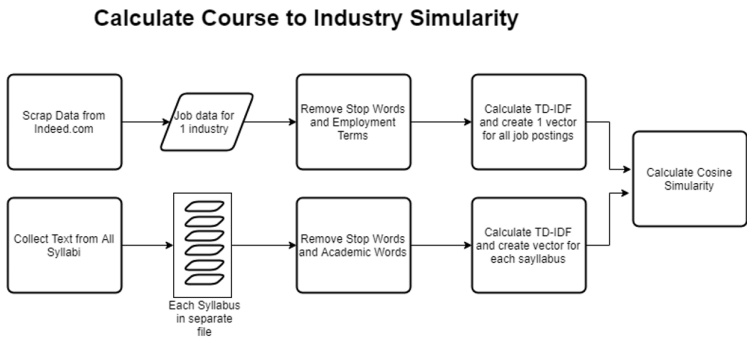 Calculate Course to Industry Simularity
Scrap Data from
Indeed.com
Job data for
1 industry
Remove Stop Words
and Employment
Terms
Calculate TD-IDF
and create 1 vector
for all job postings
Calculate Cosine
Simularity
Collect Text from All
Syllabi
Each Syllabus
in separate
file
Remove Stop Words
and Academic Words
Calculate TD-IDF
and create vector for
each sayllabus